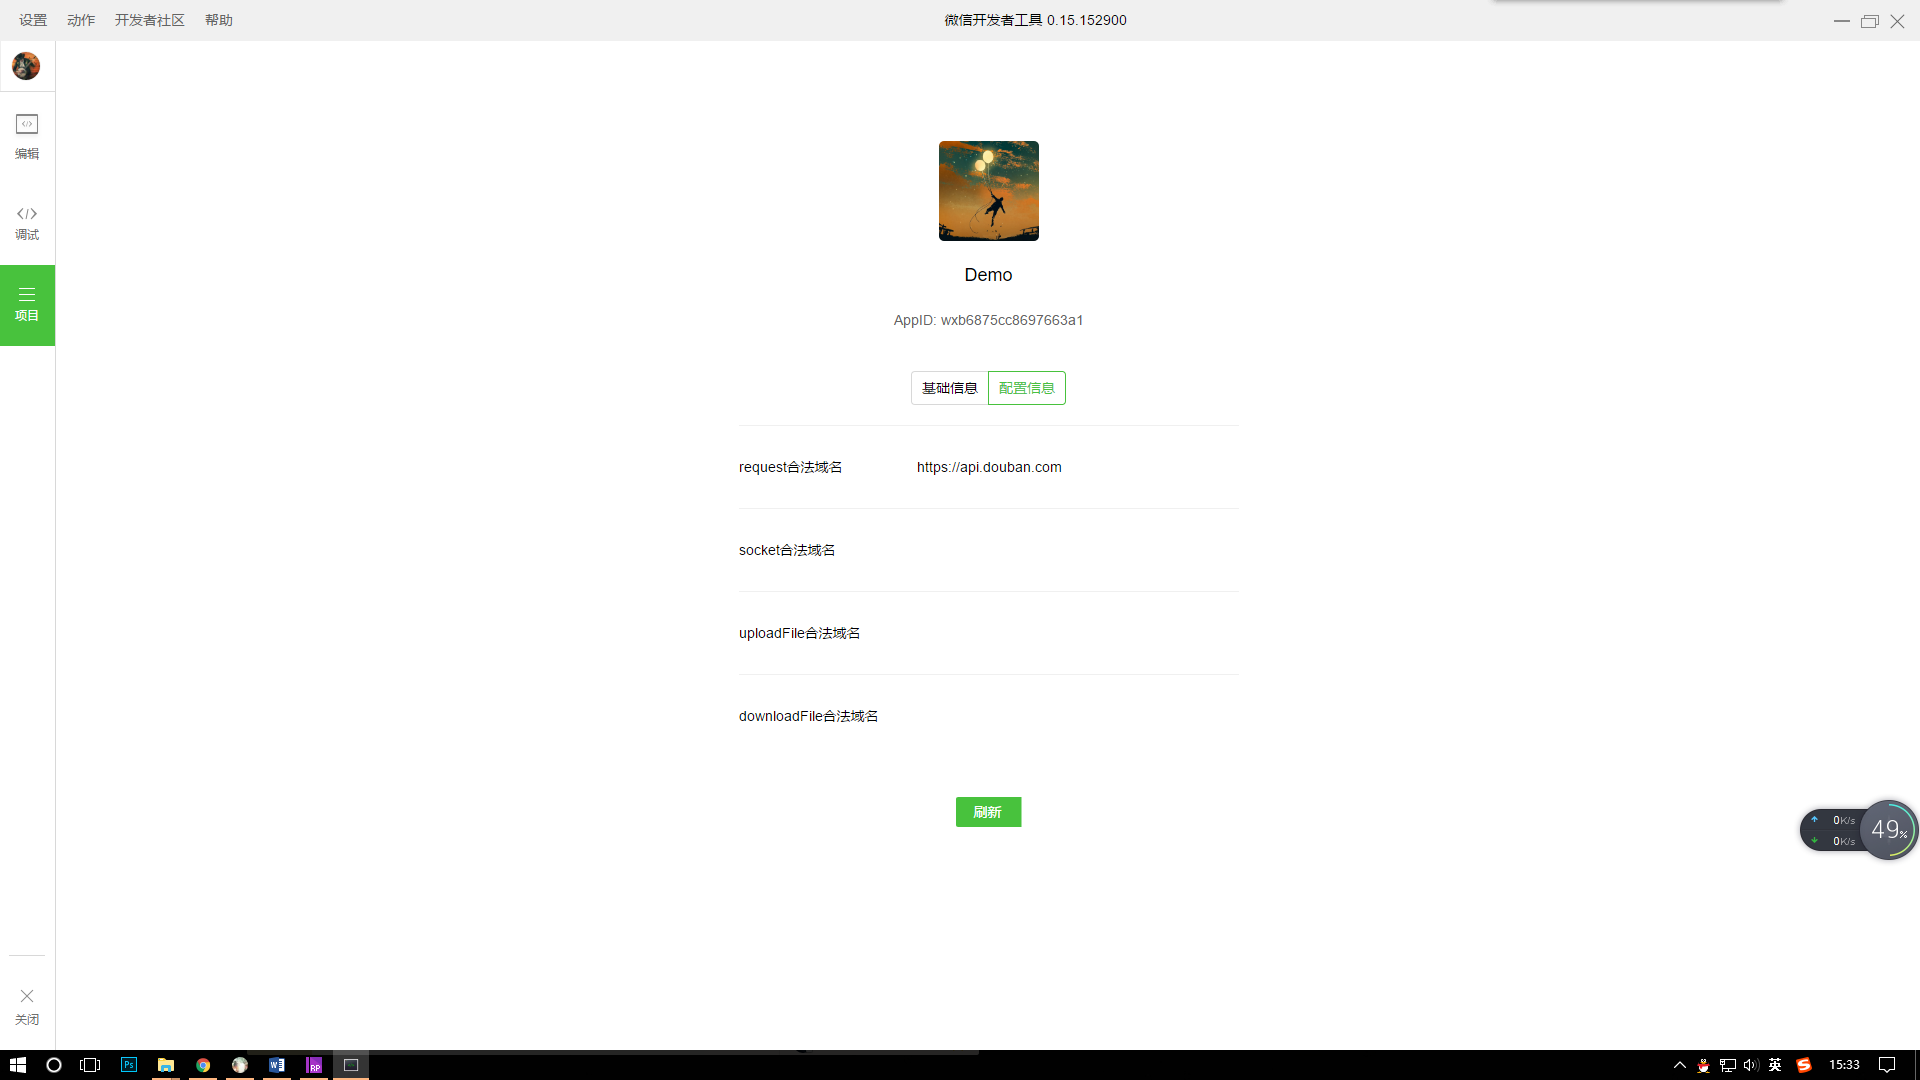 设置 动作 开发者社区 帮助 微信开发者工具 0.15.152900
编辑
调试
项目
Demo
AppID: wxb6875cc8697663a1
基础信息 配置信息
request合法域名 https://api.douban.com
socket合法域名
uploadFile合法域名
downloadFile合法域名
刷新
0K/s
0K/s
49%
关闭
Ps
W
RP
英
S
15:33